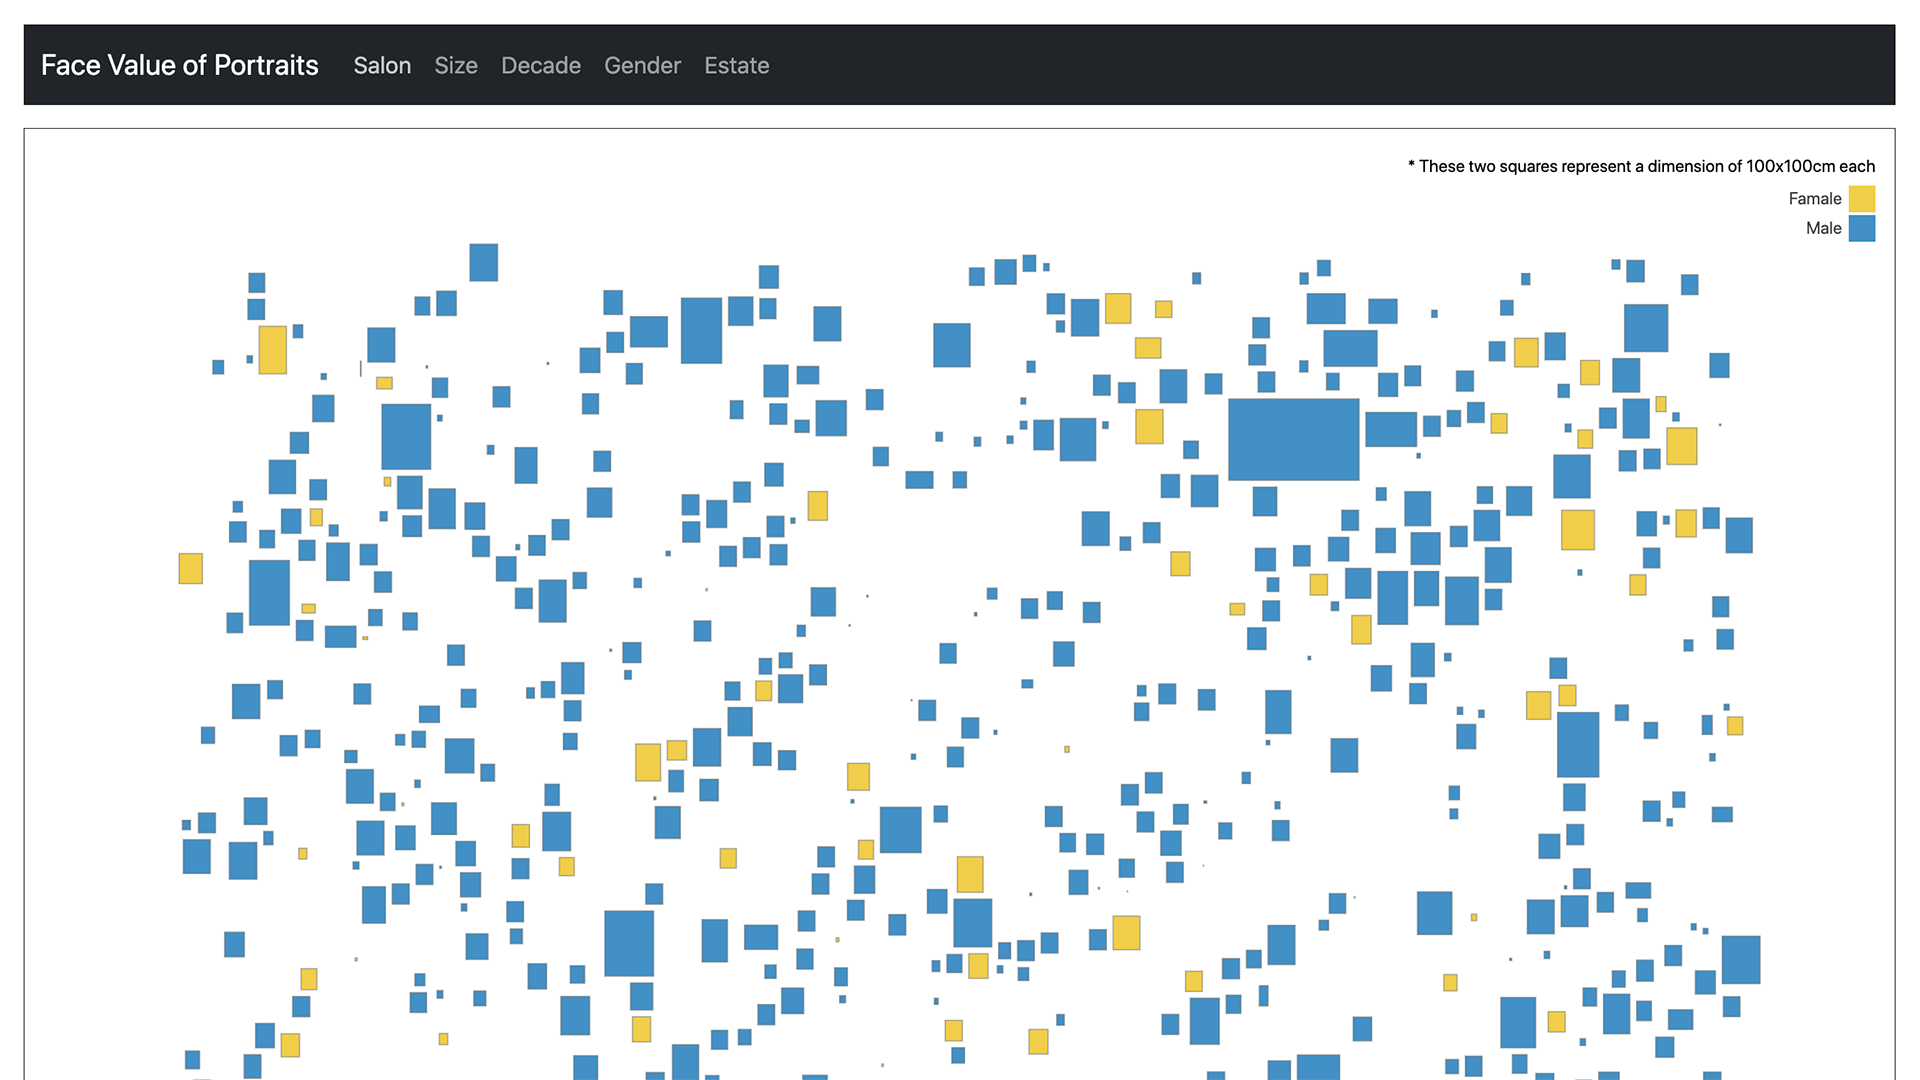 Face Value of Portraits Salon Size Decade Gender Estate
* These two squares represent a dimension of 100x100cm each
Famale
Male